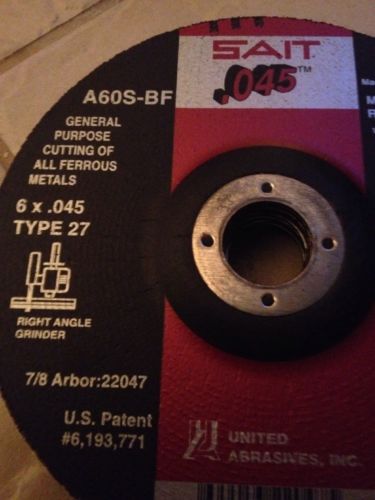 SAIT
.045™
A60S-BF
GENERAL
PURPOSE
CUTTING OF
ALL FERROUS
METALS
6 x .045
TYPE 27
RIGHT ANGLE
GRINDER
7/8 Arbor:22047
U.S. Patent
#6,193,771
UNITED
ABRASIVES, INC.